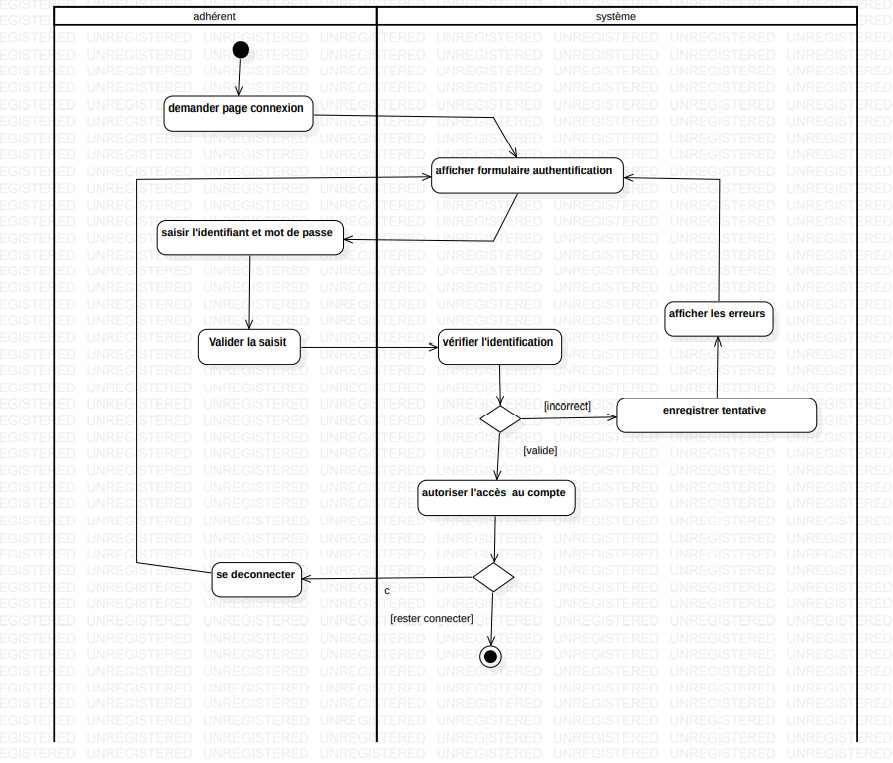 adhérent
système
demander page connexion
afficher formulaire authentification
saisir l'identifiant et mot de passe
afficher les erreurs
Valider la saisit
vérifier l'identification
[incorrect]
enregistrer tentative
[valide]
autoriser l'accès  au compte
se deconnecter
c
[rester connecter]
UNREGISTERED